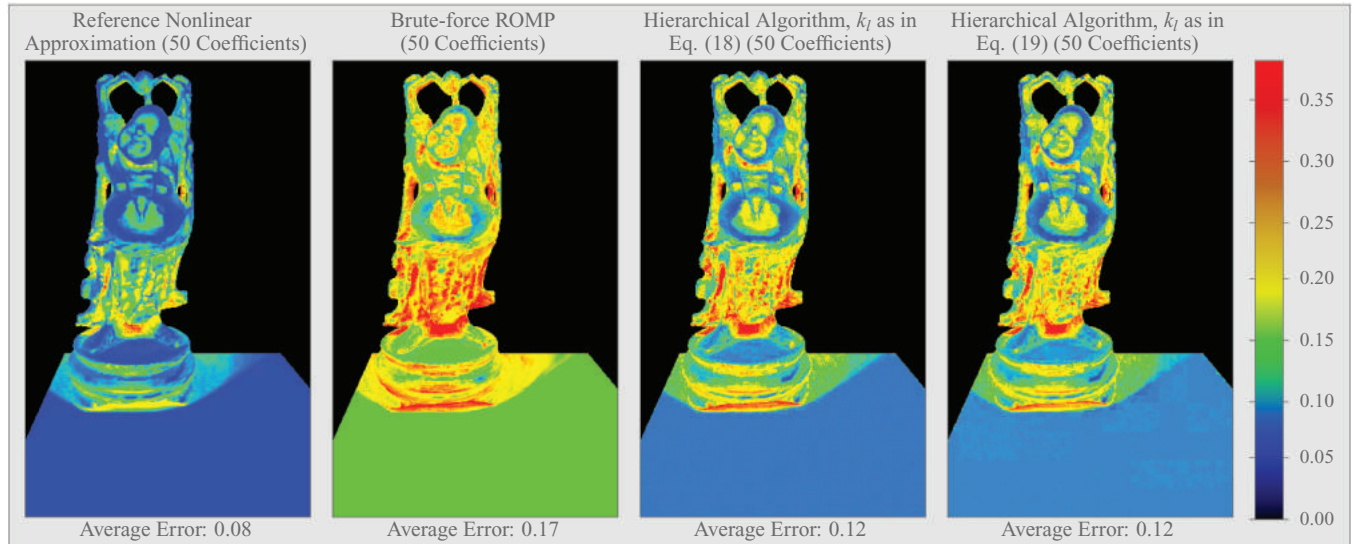 Reference Nonlinear
Approximation (50 Coefficients)
Brute-force ROMP
(50 Coefficients)
Hierarchical Algorithm, kₗ as in
Eq. (18) (50 Coefficients)
Hierarchical Algorithm, kₗ as in
Eq. (19) (50 Coefficients)
0.35
0.30
0.25
0.20
0.15
0.10
0.05
0.00
Average Error: 0.08
Average Error: 0.17
Average Error: 0.12
Average Error: 0.12